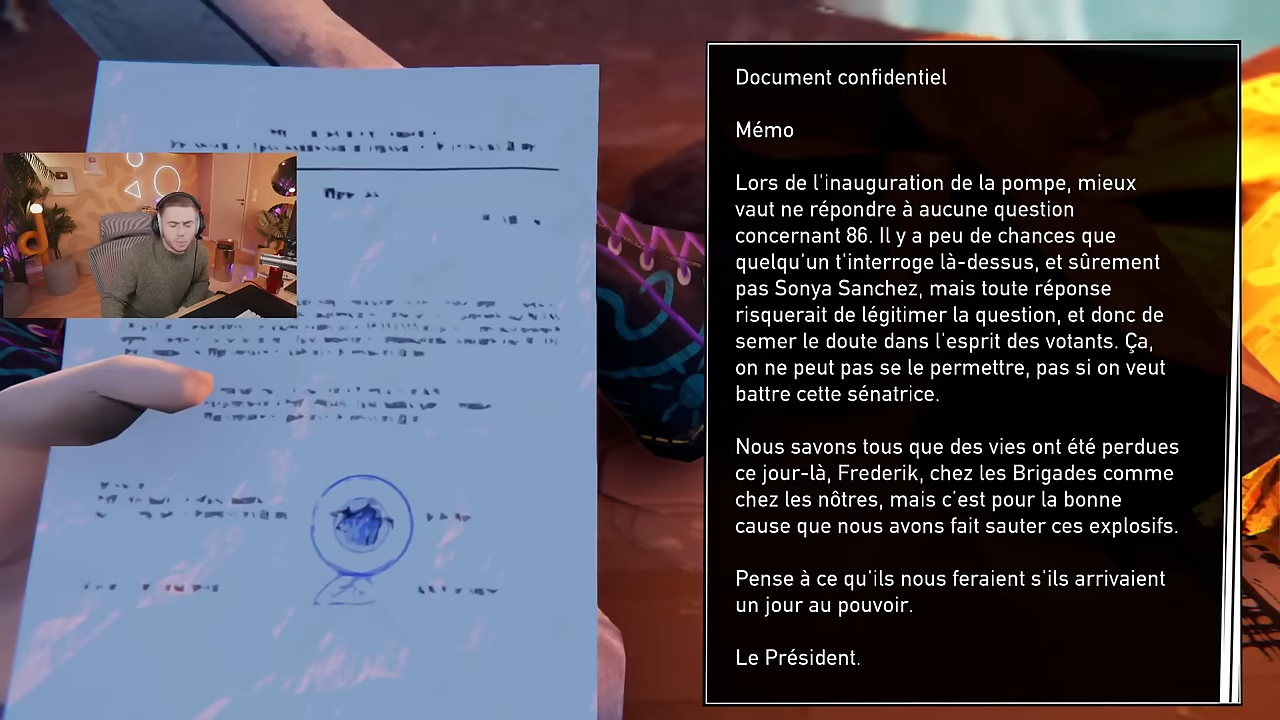 Document confidentiel
Mémo
Lors de l'inauguration de la pompe, mieux
vaut ne répondre à aucune question
concernant 86. Il y a peu de chances que
quelqu'un t'interroge là-dessus, et sûrement
pas Sonya Sanchez, mais toute réponse
risquerait de légitimer la question, et donc de
semer le doute dans l'esprit des votants. Ça,
on ne peut pas se le permettre, pas si on veut
battre cette sénatrice.
Nous savons tous que des vies ont été perdues
ce jour-là, Frederik, chez les Brigades comme
chez les nôtres, mais c'est pour la bonne
cause que nous avons fait sauter ces explosifs.
Pense à ce qu'ils nous feraient s'ils arrivaient
un jour au pouvoir.
Le Président.